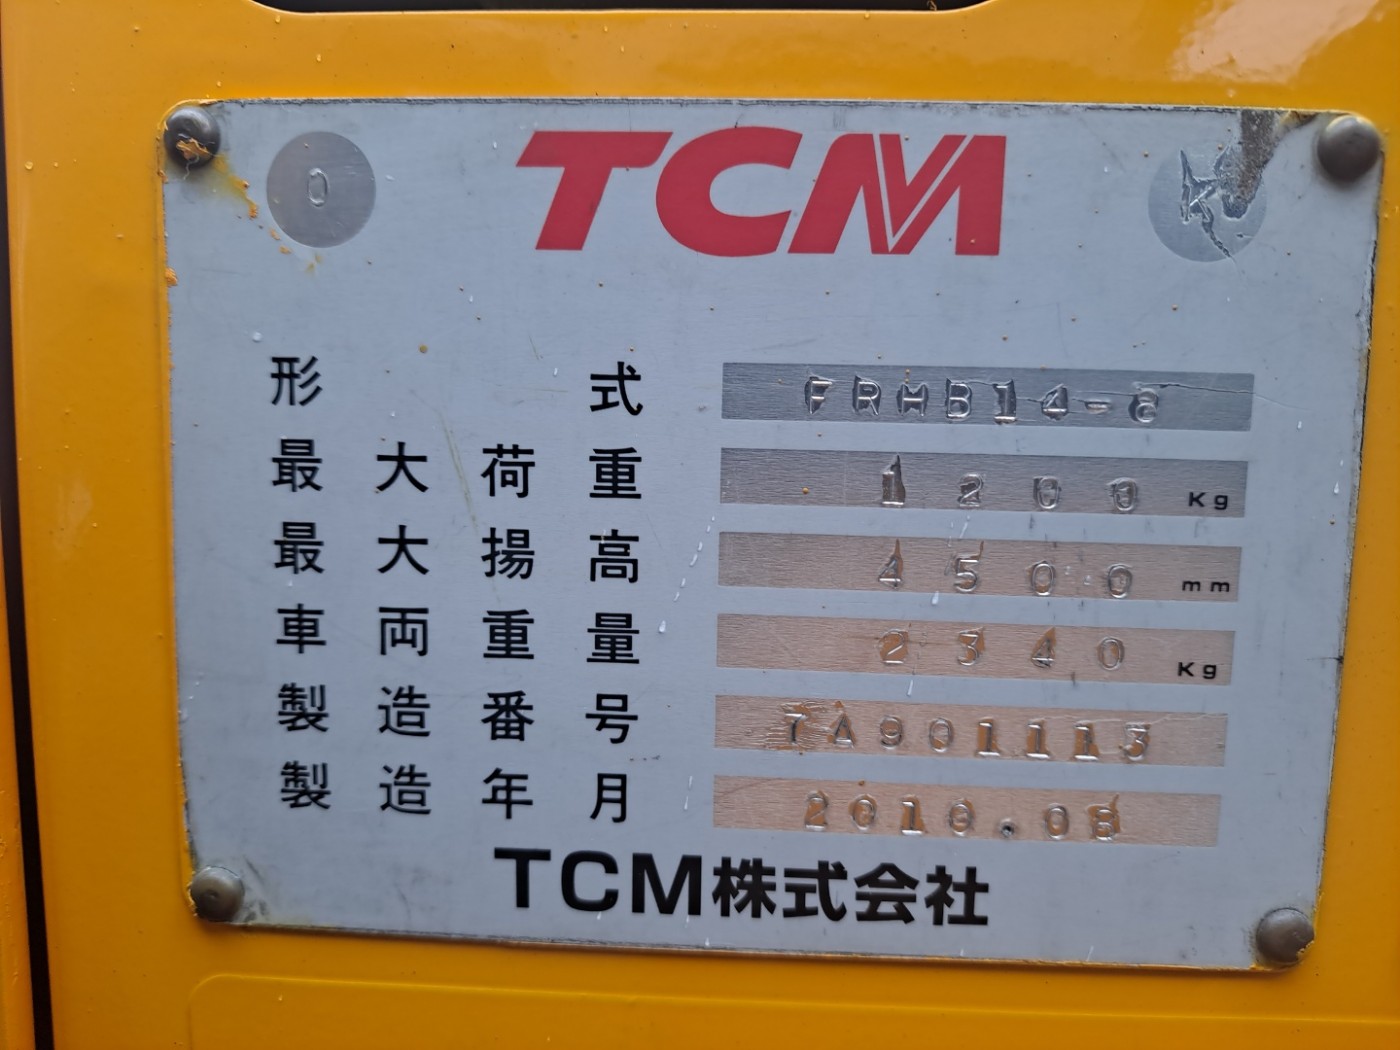 0 TCM
形式 FRHB14-8
最大荷重 1200 Kg
最大揚高 4500 mm
車両重量 2340 Kg
製造番号 7A901113
製造年月 2010.08
TCM株式会社